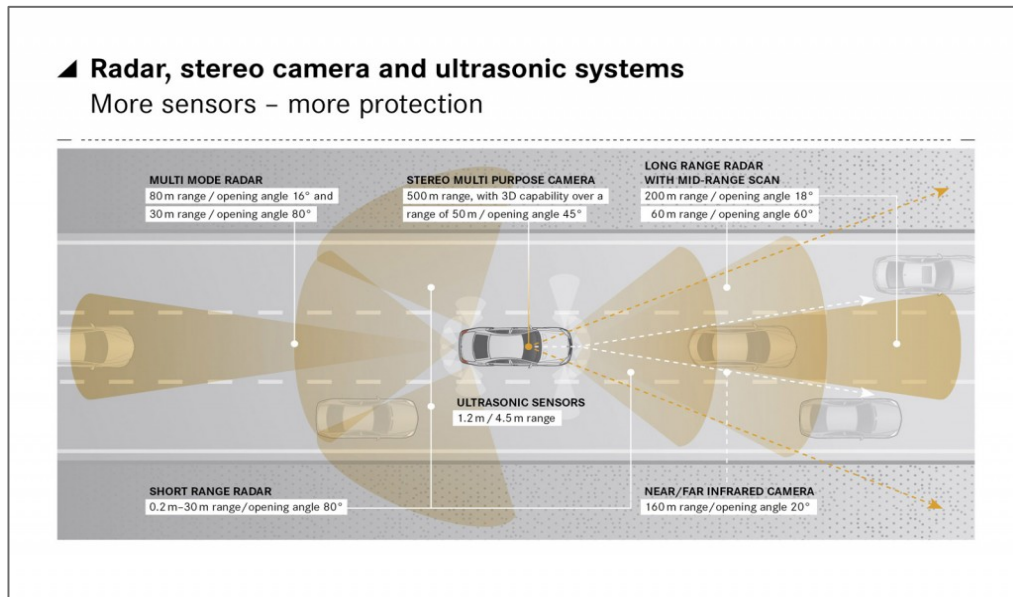 Radar, stereo camera and ultrasonic systems
More sensors – more protection
MULTI MODE RADAR
80 m range / opening angle 16° and
30 m range / opening angle 80°
STEREO MULTI PURPOSE CAMERA
500 m range, with 3D capability over a
range of 50 m / opening angle 45°
LONG RANGE RADAR
WITH MID-RANGE SCAN
200 m range / opening angle 18°
60 m range / opening angle 60°
ULTRASONIC SENSORS
1.2 m / 4.5 m range
SHORT RANGE RADAR
0.2 m–30 m range/opening angle 80°
NEAR/FAR INFRARED CAMERA
160 m range/opening angle 20°